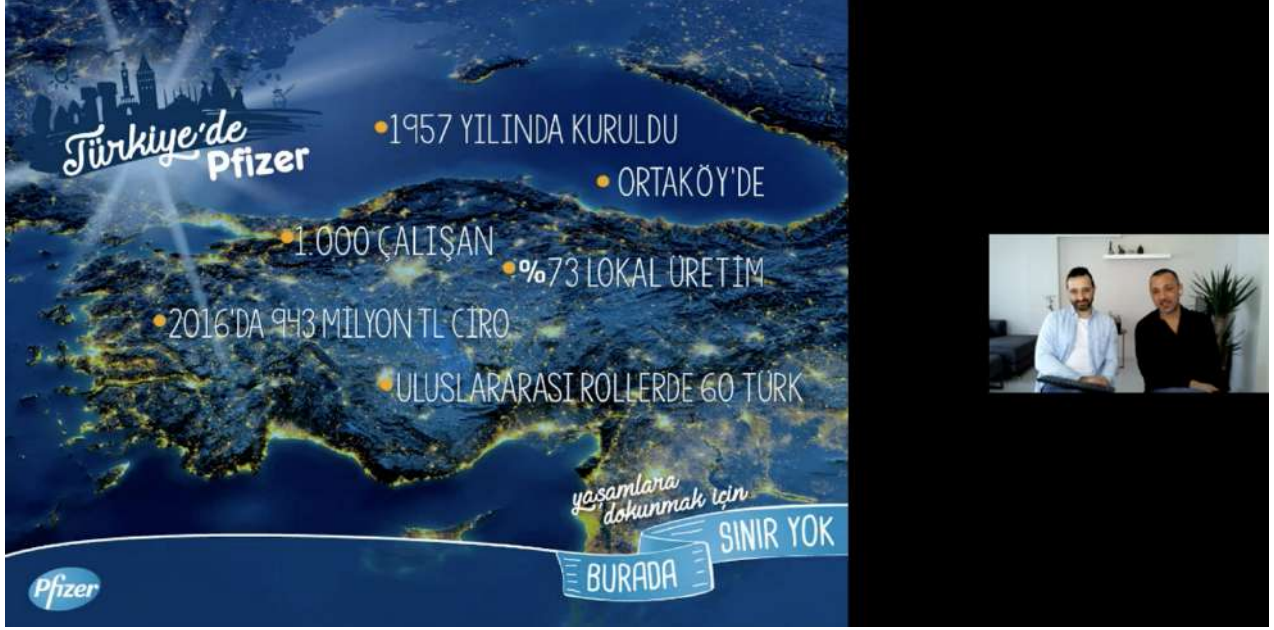 Türkiye'de
Pfizer
1957 YILINDA KURULDU
ORTAKÖY'DE
1.000 ÇALIŞAN
%73 LOKAL ÜRETİM
2016'DA 943 MİLYON TL CİRO
ULUSLARARASI ROLLERDE 60 TÜRK
yaşamlara
dokunmak için
SINIR YOK
BURADA
Pfizer